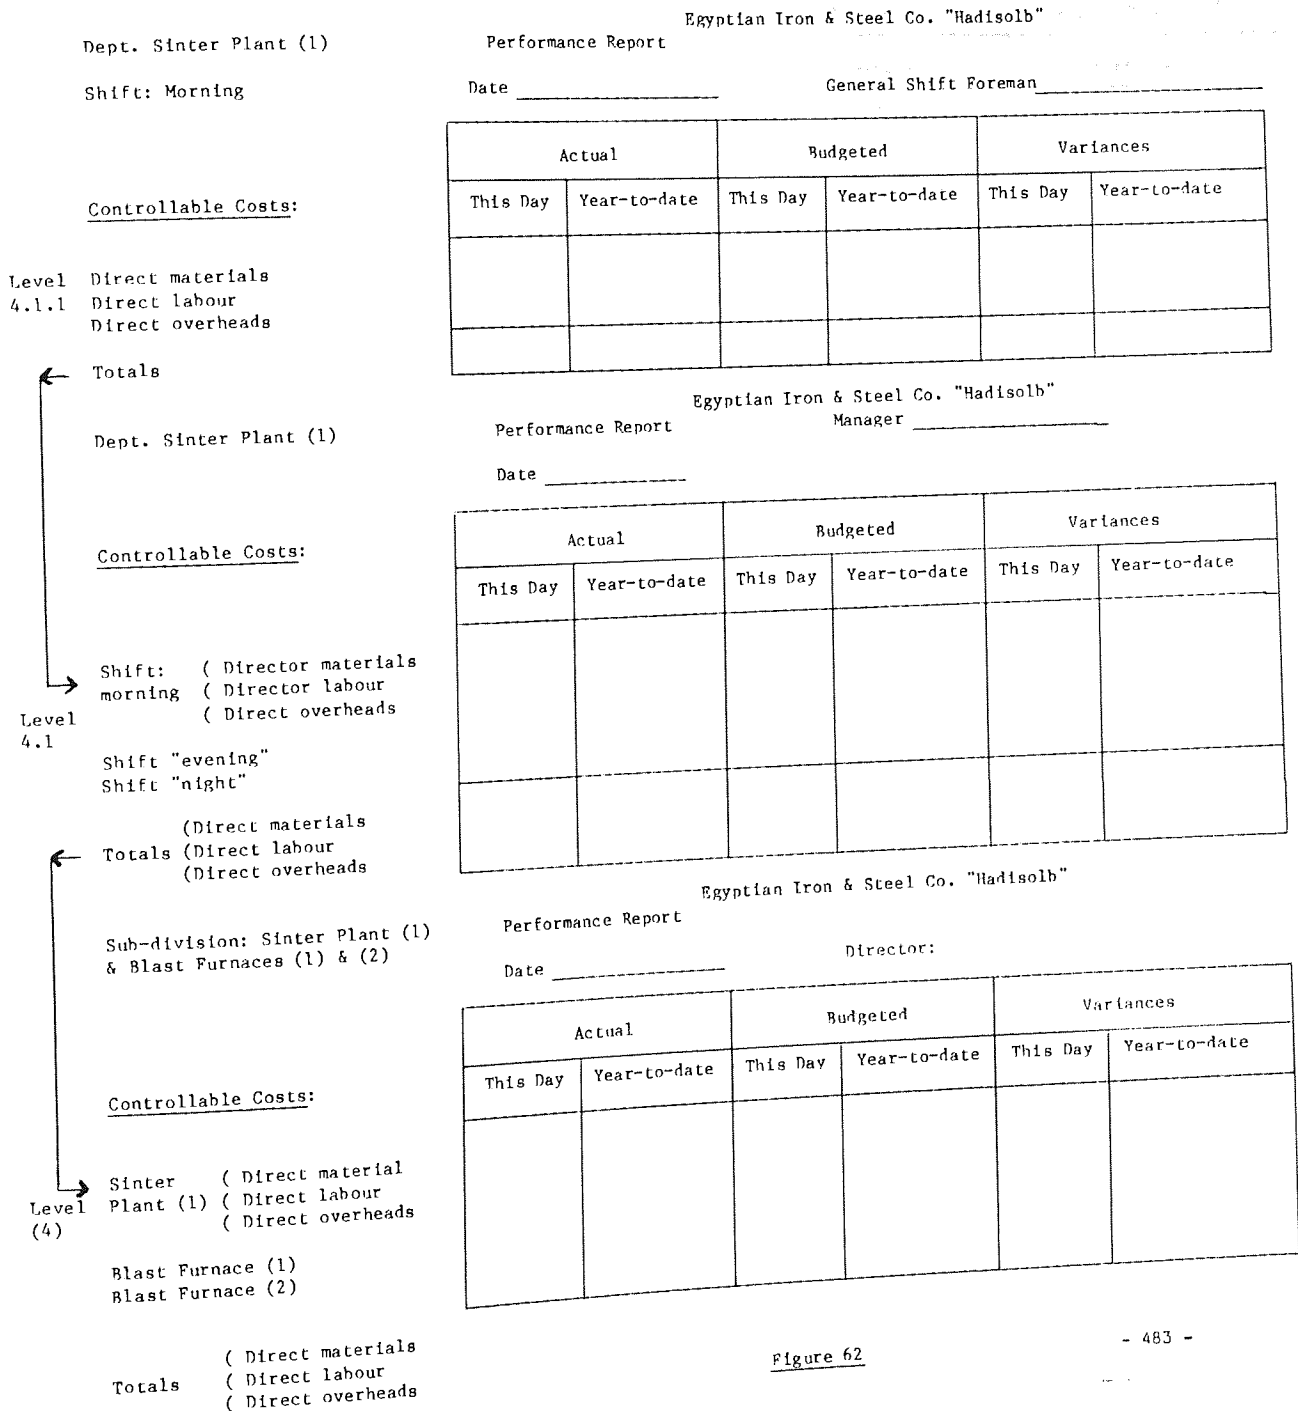 Egyptian Iron & Steel Co. "Hadisolb"
Dept. Sinter Plant (1) Performance Report
Shift: Morning Date General Shift Foreman
Actual Budgeted Variances
Controllable Costs: This Day Year-to-date This Day Year-to-date This Day Year-to-date
Level Direct materials
4.1.1 Direct labour
Direct overheads
Totals
Egyptian Iron & Steel Co. "Hadisolb"
Dept. Sinter Plant (1) Performance Report Manager
Date
Actual Budgeted Variances
Controllable Costs:
This Day Year-to-date This Day Year-to-date This Day Year-to-date
Shift: ( Director materials
morning ( Director labour
( Direct overheads
Level
4.1
Shift "evening"
Shift "night"
(Direct materials
Totals (Direct labour
(Direct overheads
Egyptian Iron & Steel Co. "Hadisolb"
Performance Report
Sub-division: Sinter Plant (1)
& Blast Furnaces (1) & (2)
Date Director:
Actual Budgeted Variances
This Day Year-to-date This Day Year-to-date This Day Year-to-date
Controllable Costs:
Sinter ( Direct material
Level Plant (1) ( Direct labour
(4) ( Direct overheads
Blast Furnace (1)
Blast Furnace (2)
( Direct materials
Totals ( Direct labour
( Direct overheads
Figure 62
- 483 -